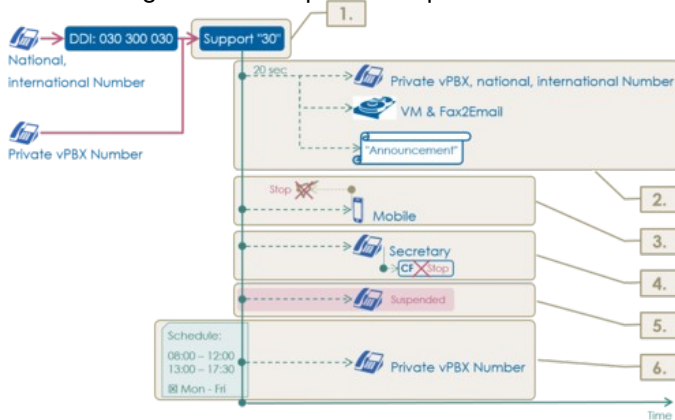 1.
DDI: 030 300 030
Support "30"
National,
international Number
Private vPBX Number
20 sec
Private vPBX, national, international Number
VM & Fax2Email
"Announcement"
2.
Stop
Mobile
3.
Secretary
CF Stop
4.
Suspended
5.
Schedule:
08:00 – 12:00
13:00 – 17:30
☒ Mon - Fri
Private vPBX Number
6.
Time